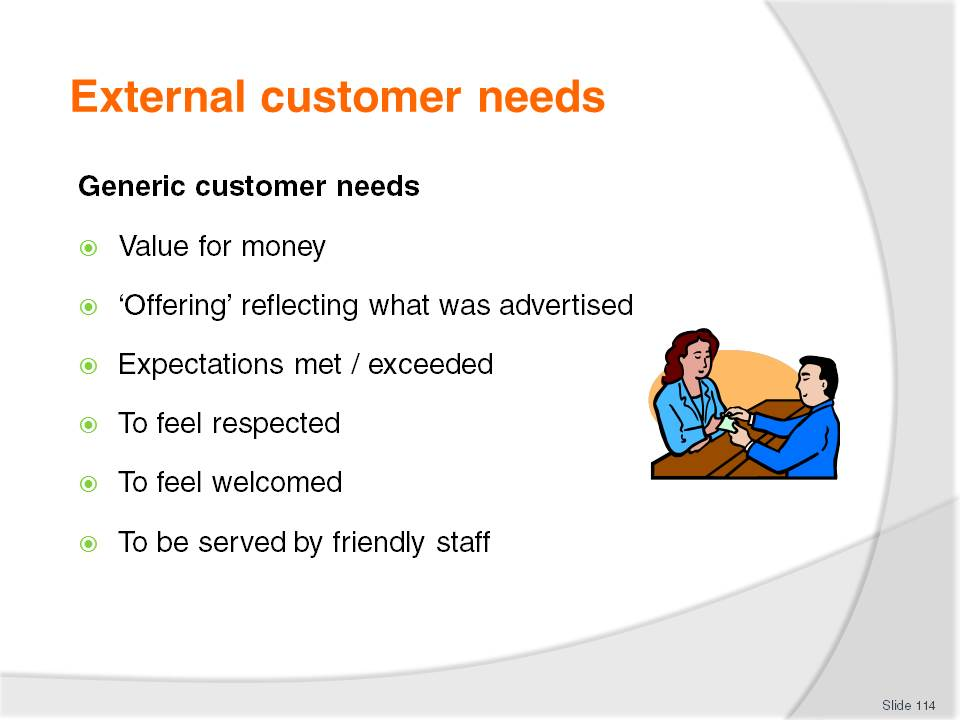 External customer needs
Generic customer needs
Value for money
‘Offering’ reflecting what was advertised
Expectations met / exceeded
To feel respected
To feel welcomed
To be served by friendly staff
Slide 114